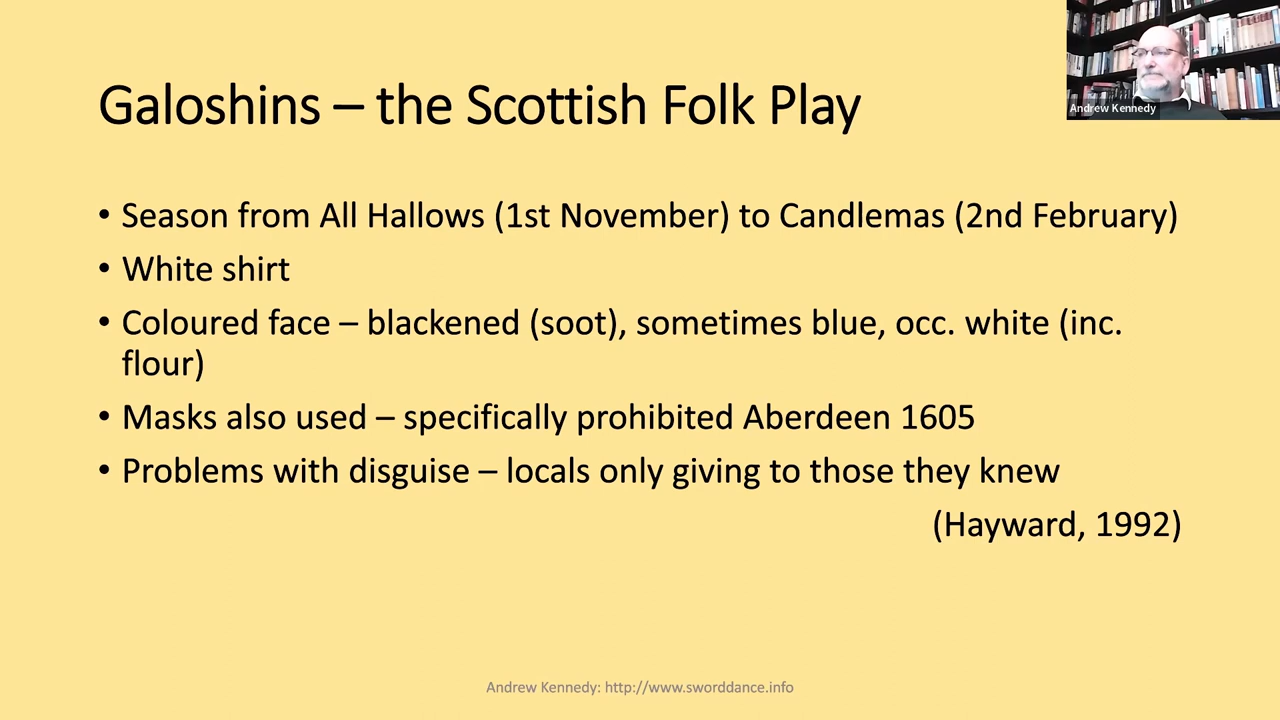 Galoshins – the Scottish Folk Play
Andrew Kennedy
• Season from All Hallows (1st November) to Candlemas (2nd February)
• White shirt
• Coloured face – blackened (soot), sometimes blue, occ. white (inc.
flour)
• Masks also used – specifically prohibited Aberdeen 1605
• Problems with disguise – locals only giving to those they knew
(Hayward, 1992)
Andrew Kennedy: http://www.sworddance.info